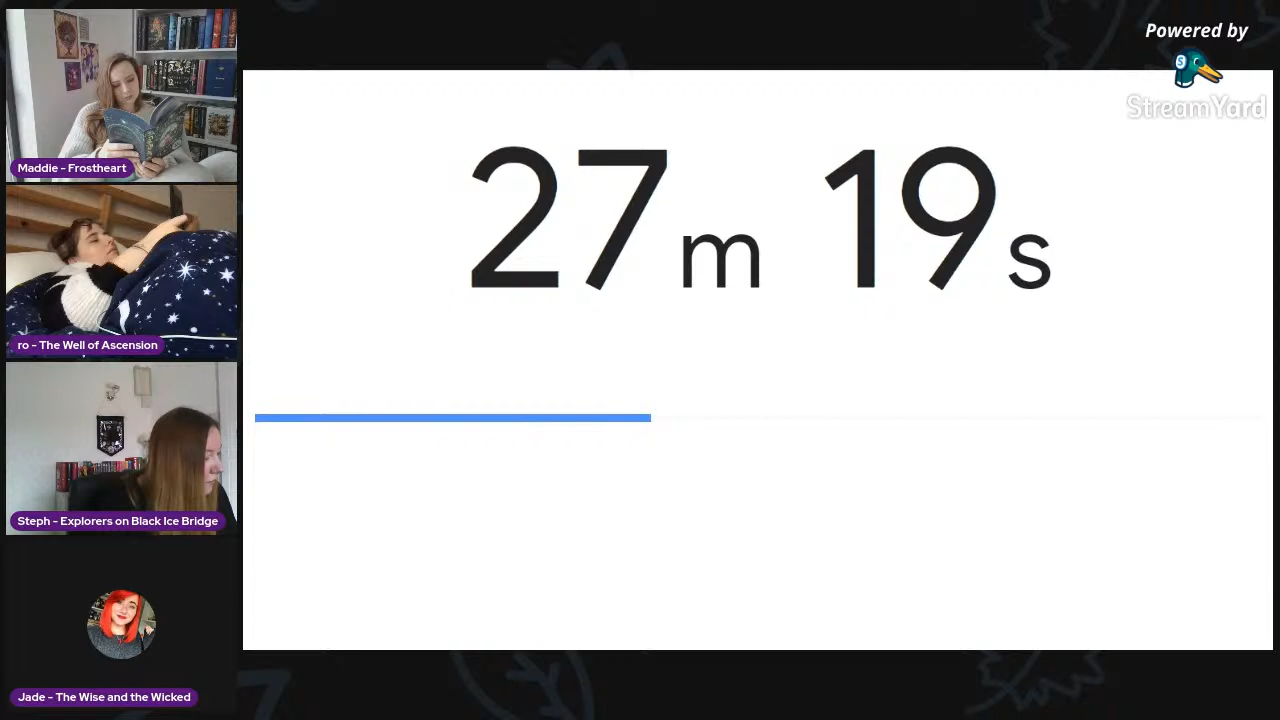 Powered by
StreamYard
27 m 19 s
Maddie - Frostheart
ro - The Well of Ascension
Steph - Explorers on Black Ice Bridge
Jade - The Wise and the Wicked